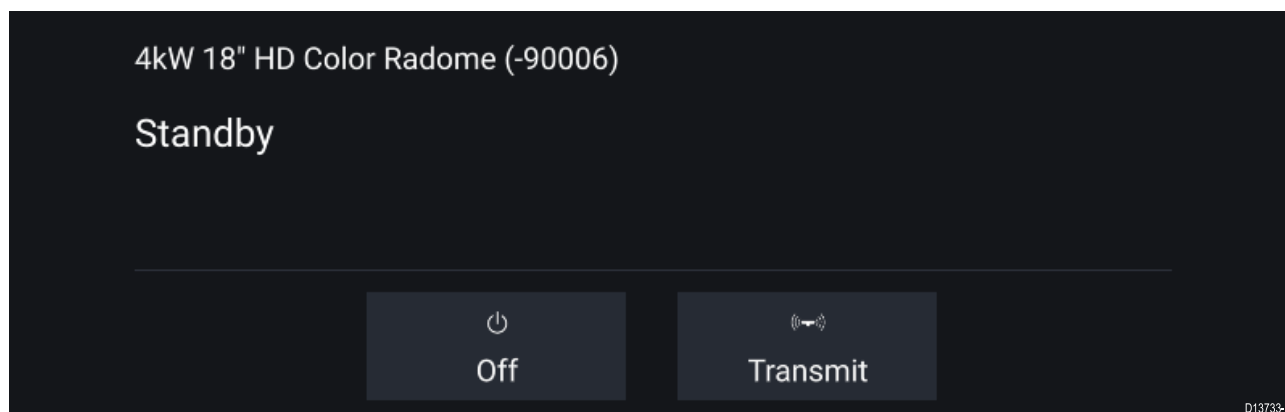 4kW 18" HD Color Radome (-90006)
Standby
Off
Transmit
D13733-